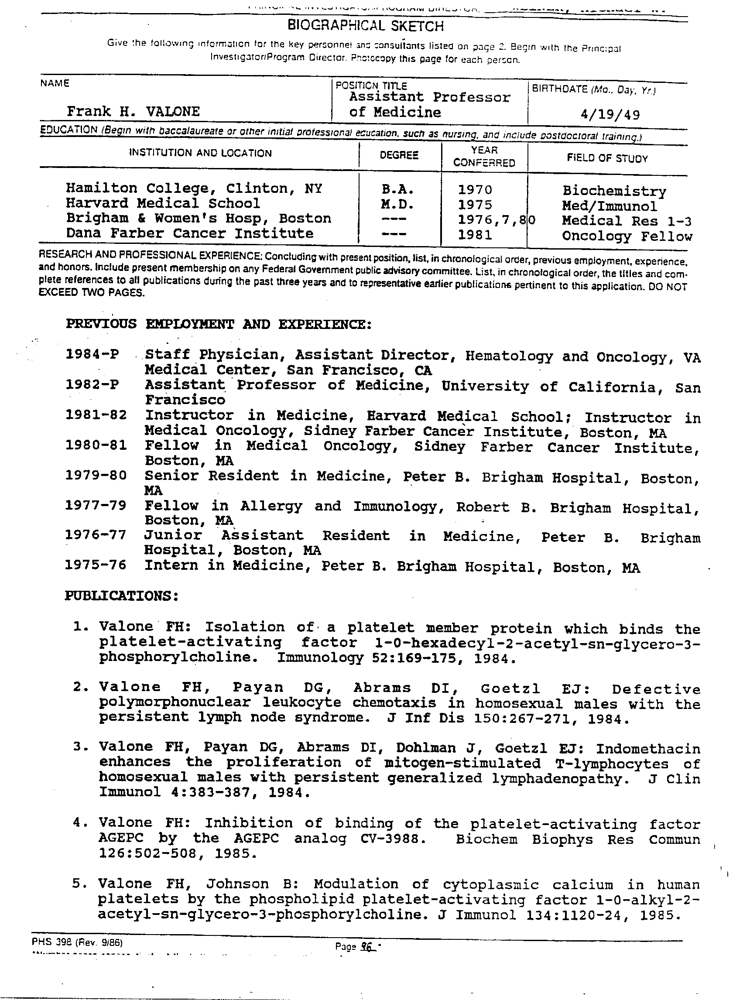 BIOGRAPHICAL SKETCH
Give the following information for the key personnel and consultants listed on page 2. Begin with the Principal
Investigator/Program Director. Photocopy this page for each person.
NAME
POSITION TITLE
BIRTHDATE (Mo., Day, Yr.)
Frank H. VALONE
Assistant Professor
of Medicine
4/19/49
EDUCATION (Begin with baccalaureate or other initial professional education, such as nursing, and include postdoctoral training.)
INSTITUTION AND LOCATION DEGREE YEAR CONFERRED FIELD OF STUDY
Hamilton College, Clinton, NY B.A. 1970 Biochemistry
Harvard Medical School M.D. 1975 Med/Immunol
Brigham & Women's Hosp, Boston --- 1976,7,80 Medical Res 1-3
Dana Farber Cancer Institute --- 1981 Oncology Fellow
RESEARCH AND PROFESSIONAL EXPERIENCE: Concluding with present position, list, in chronological order, previous employment, experience,
and honors. Include present membership on any Federal Government public advisory committee. List, in chronological order, the titles and com-
plete references to all publications during the past three years and to representative earlier publications pertinent to this application. DO NOT
EXCEED TWO PAGES.
PREVIOUS EMPLOYMENT AND EXPERIENCE:
1984-P Staff Physician, Assistant Director, Hematology and Oncology, VA
Medical Center, San Francisco, CA
1982-P Assistant Professor of Medicine, University of California, San
Francisco
1981-82 Instructor in Medicine, Harvard Medical School; Instructor in
Medical Oncology, Sidney Farber Cancer Institute, Boston, MA
1980-81 Fellow in Medical Oncology, Sidney Farber Cancer Institute,
Boston, MA
1979-80 Senior Resident in Medicine, Peter B. Brigham Hospital, Boston,
MA
1977-79 Fellow in Allergy and Immunology, Robert B. Brigham Hospital,
Boston, MA
1976-77 Junior Assistant Resident in Medicine, Peter B. Brigham
Hospital, Boston, MA
1975-76 Intern in Medicine, Peter B. Brigham Hospital, Boston, MA
PUBLICATIONS:
1. Valone FH: Isolation of a platelet member protein which binds the
platelet-activating factor 1-0-hexadecyl-2-acetyl-sn-glycero-3-
phosphorylcholine. Immunology 52:169-175, 1984.
2. Valone FH, Payan DG, Abrams DI, Goetzl EJ: Defective
polymorphonuclear leukocyte chemotaxis in homosexual males with the
persistent lymph node syndrome. J Inf Dis 150:267-271, 1984.
3. Valone FH, Payan DG, Abrams DI, Dohlman J, Goetzl EJ: Indomethacin
enhances the proliferation of mitogen-stimulated T-lymphocytes of
homosexual males with persistent generalized lymphadenopathy. J Clin
Immunol 4:383-387, 1984.
4. Valone FH: Inhibition of binding of the platelet-activating factor
AGEPC by the AGEPC analog CV-3988. Biochem Biophys Res Commun
126:502-508, 1985.
5. Valone FH, Johnson B: Modulation of cytoplasmic calcium in human
platelets by the phospholipid platelet-activating factor 1-0-alkyl-2-
acetyl-sn-glycero-3-phosphorylcholine. J Immunol 134:1120-24, 1985.
PHS 398 (Rev. 9/86)
Page